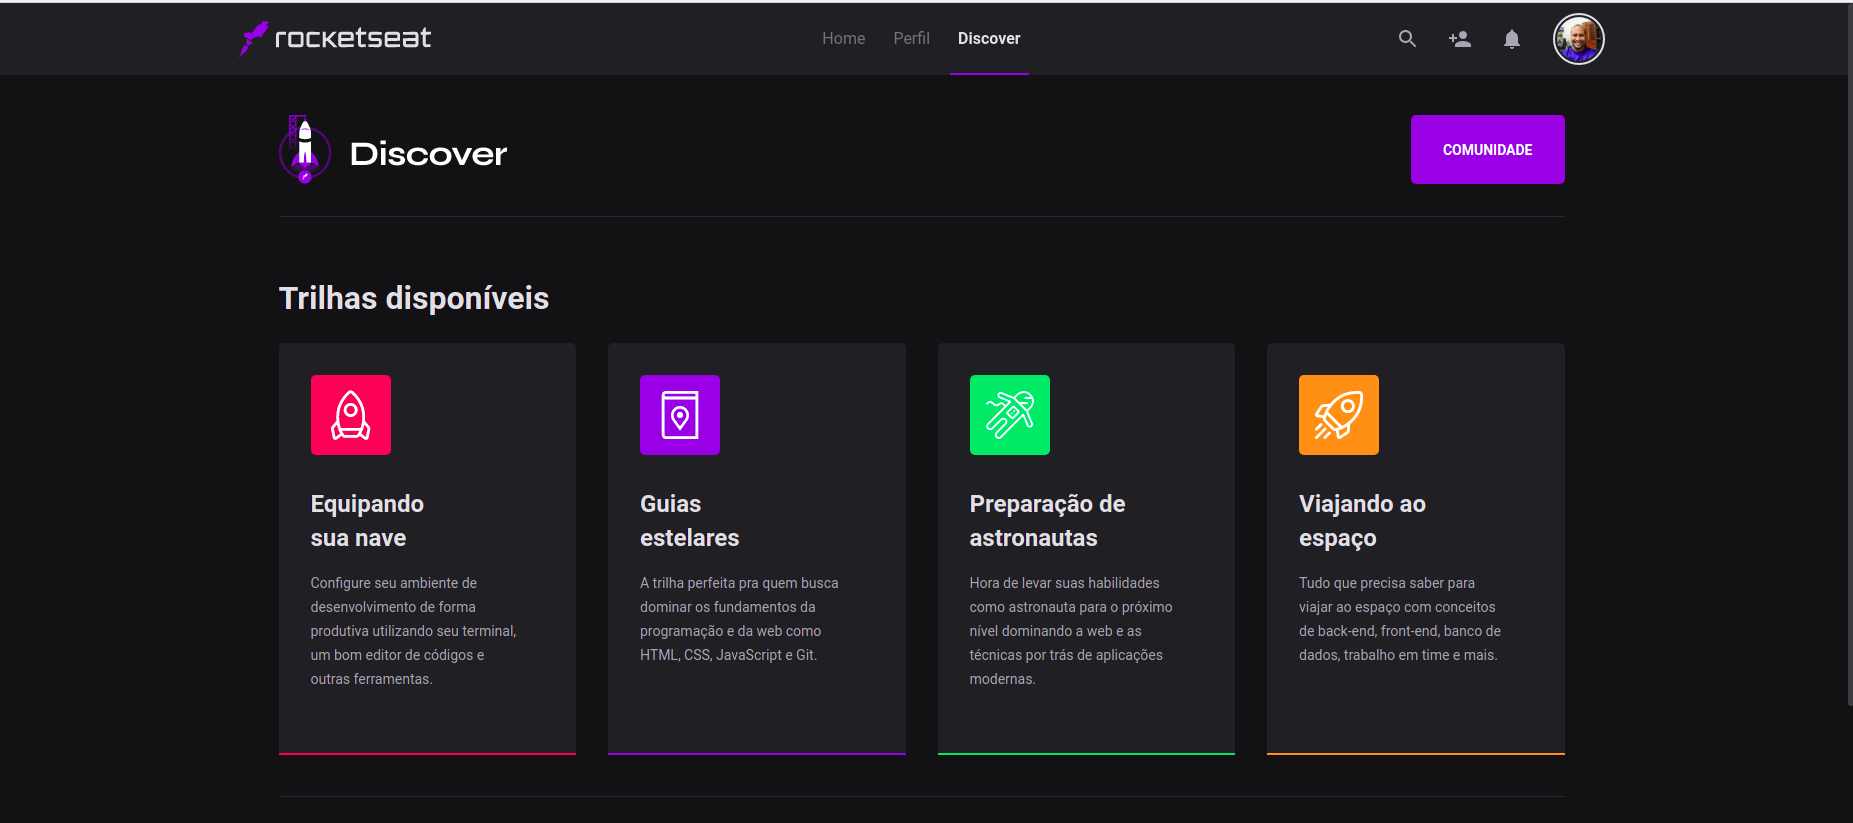 rocketseat
Home Perfil Discover
Discover
COMUNIDADE
Trilhas disponíveis
Equipando
sua nave
Configure seu ambiente de
desenvolvimento de forma
produtiva utilizando seu terminal,
um bom editor de códigos e
outras ferramentas.
Guias
estelares
A trilha perfeita pra quem busca
dominar os fundamentos da
programação e da web como
HTML, CSS, JavaScript e Git.
Preparação de
astronautas
Hora de levar suas habilidades
como astronauta para o próximo
nível dominando a web e as
técnicas por trás de aplicações
modernas.
Viajando ao
espaço
Tudo que precisa saber para
viajar ao espaço com conceitos
de back-end, front-end, banco de
dados, trabalho em time e mais.